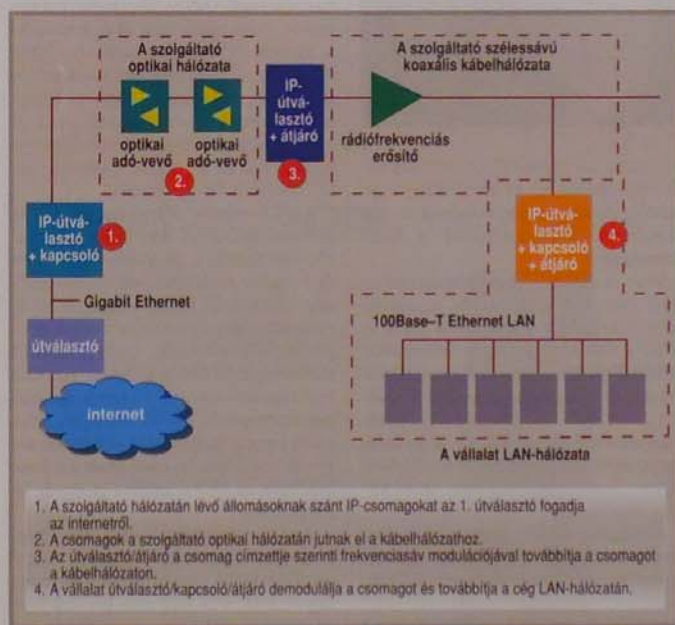 A szolgáltató
optikai hálózata
A szolgáltató szélessávú
koaxális kábelhálózata
IP-
útvá-
lasztó
+ átjáró
optikai
adó-vevő
optikai
adó-vevő
rádiófrekvenciás
erősítő
2.
3.
IP-útvá-
lasztó
+ kapcsoló
1.
IP-útvá-
lasztó
+ kapcsoló
+ átjáró
4.
Gigabit Ethernet
100Base–T Ethernet LAN
útválasztó
internet
A vállalat LAN-hálózata
1. A szolgáltató hálózatán lévő állomásoknak szánt IP-csomagokat az 1. útválasztó fogadja
az internetről.
2. A csomagok a szolgáltató optikai hálózatán jutnak el a kábelhálózathoz.
3. Az útválasztó/átjáró a csomag címzettje szerinti frekvenciasáv modulációjával továbbítja a csomagot
a kábelhálózaton.
4. A vállalat útválasztó/kapcsoló/átjáró demodulálja a csomagot és továbbítja a cég LAN-hálózatán.